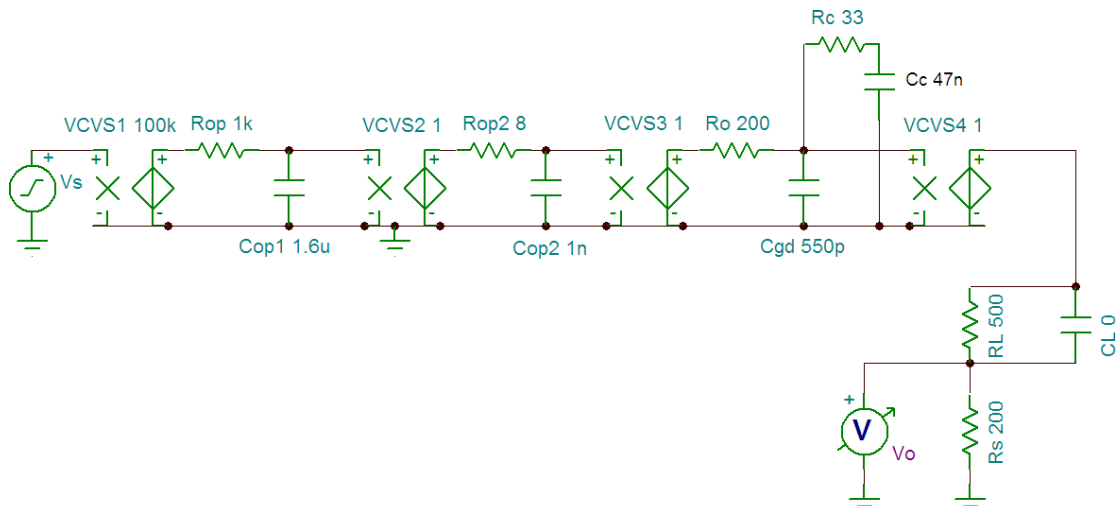 Rc 33
Cc 47n
VCVS1 100k
Rop 1k
VCVS2 1
Rop2 8
VCVS3 1
Ro 200
VCVS4 1
+
Vs
+
-
+
-
+
-
+
-
+
-
+
-
+
-
+
-
Cop1 1.6u
Cop2 1n
Cgd 550p
RL 500
CL 0
+
V
Vo
Rs 200